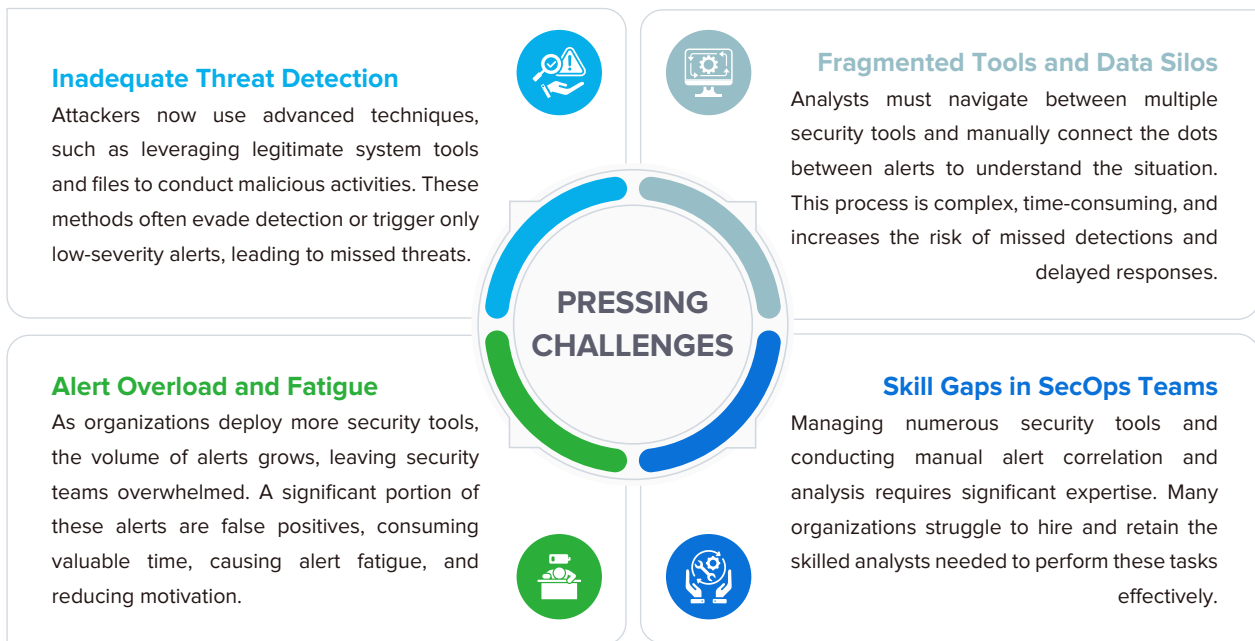 Inadequate Threat Detection
Attackers now use advanced techniques,
such as leveraging legitimate system tools
and files to conduct malicious activities. These
methods often evade detection or trigger only
low-severity alerts, leading to missed threats.
Fragmented Tools and Data Silos
Analysts must navigate between multiple
security tools and manually connect the dots
between alerts to understand the situation.
This process is complex, time-consuming, and
increases the risk of missed detections and
delayed responses.
PRESSING
CHALLENGES
Alert Overload and Fatigue
As organizations deploy more security tools,
the volume of alerts grows, leaving security
teams overwhelmed. A significant portion of
these alerts are false positives, consuming
valuable time, causing alert fatigue, and
reducing motivation.
Skill Gaps in SecOps Teams
Managing numerous security tools and
conducting manual alert correlation and
analysis requires significant expertise. Many
organizations struggle to hire and retain the
skilled analysts needed to perform these tasks
effectively.